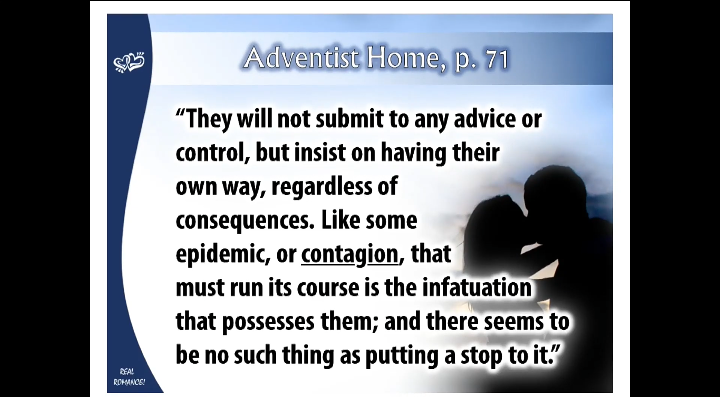 Adventist Home, p. 71
“They will not submit to any advice or
control, but insist on having their
own way, regardless of
consequences. Like some
epidemic, or contagion, that
must run its course is the infatuation
that possesses them; and there seems to
be no such thing as putting a stop to it.”
REAL
ROMANCE!